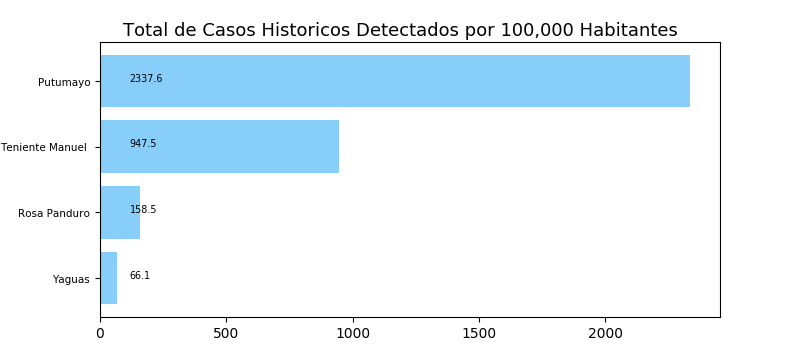 Total de Casos Historicos Detectados por 100,000 Habitantes
Putumayo 2337.6
Teniente Manuel 947.5
Rosa Panduro 158.5
Yaguas 66.1
0 500 1000 1500 2000